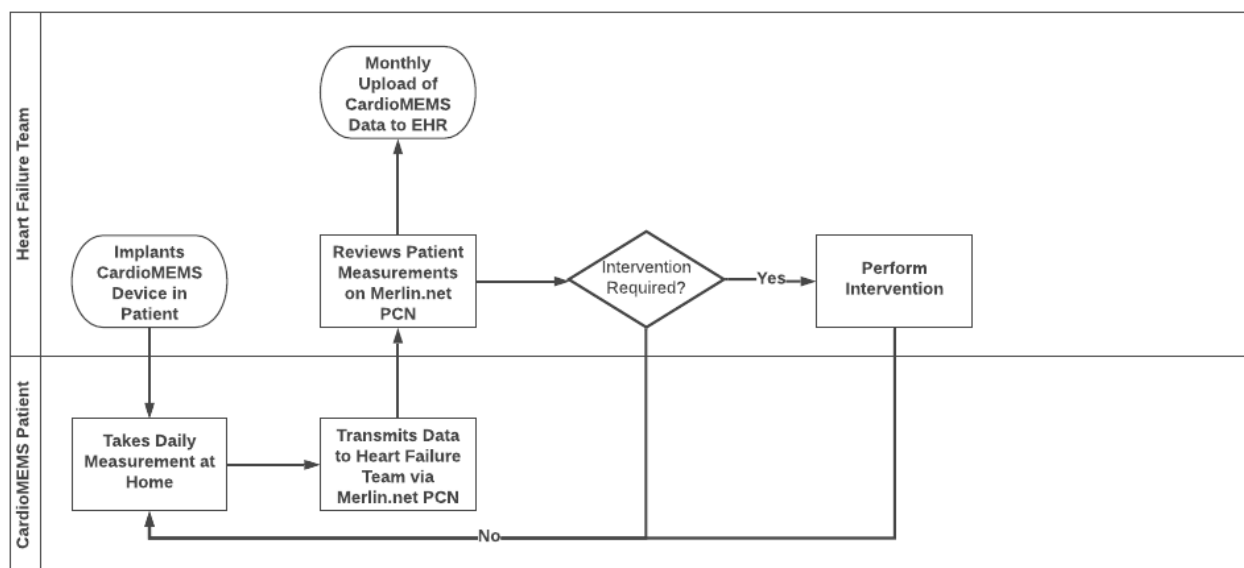 Heart Failure Team
Monthly
Upload of
CardioMEMS
Data to EHR
Implants
CardioMEMS
Device in
Patient
Reviews Patient
Measurements
on Merlin.net
PCN
Intervention
Required?
Yes
Perform
Intervention
CardioMEMS Patient
Takes Daily
Measurement at
Home
Transmits Data
to Heart Failure
Team via
Merlin.net PCN
No